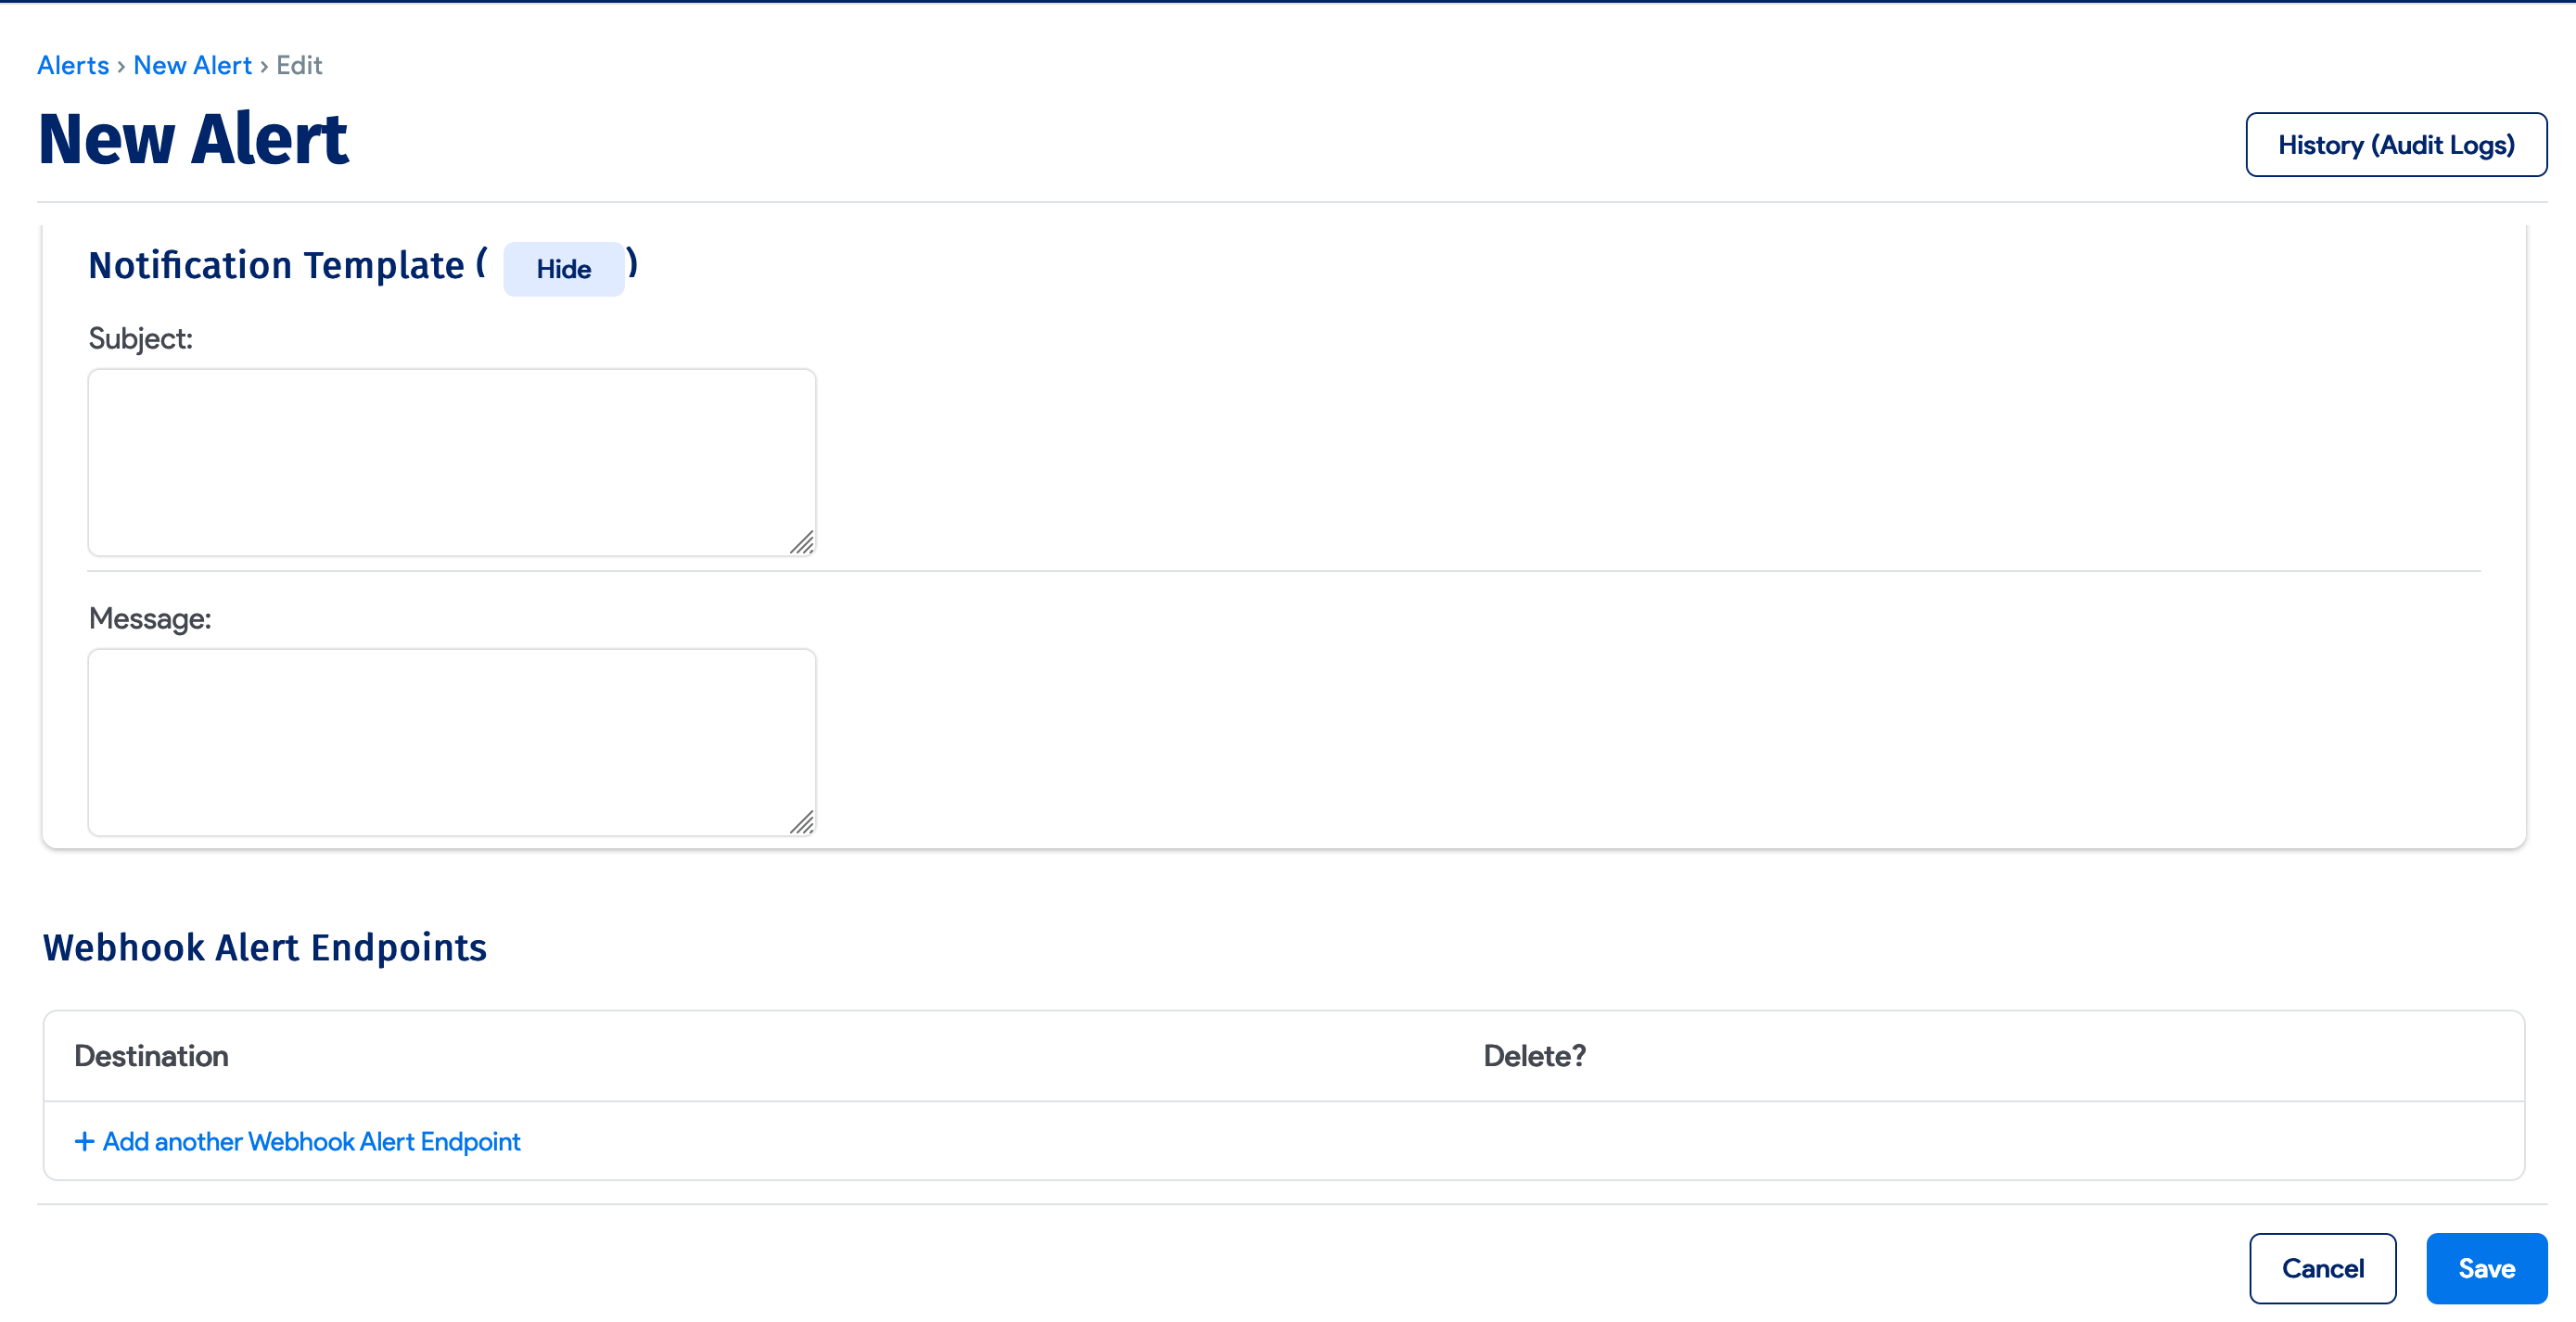 Alerts › New Alert › Edit
New Alert
History (Audit Logs)
Notification Template ( Hide )
Subject:
Message:
Webhook Alert Endpoints
Destination Delete?
+ Add another Webhook Alert Endpoint
Cancel Save